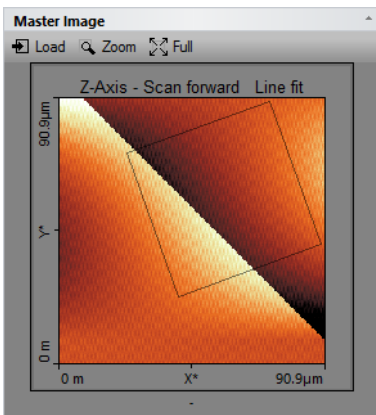 Master Image
Load Zoom Full
Z-Axis - Scan forward Line fit
90.9µm
Y*
0 m
0 m X* 90.9µm
-